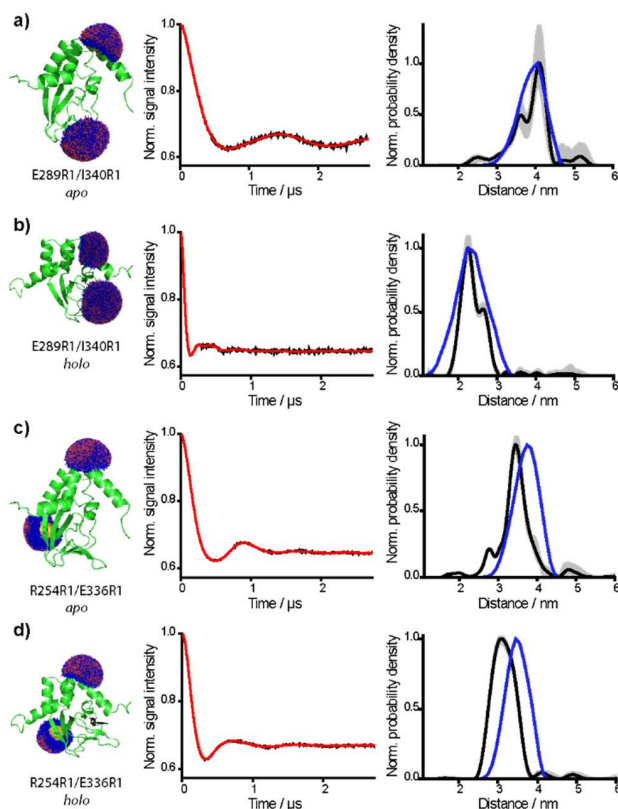 a)
E289R1/I340R1
apo
Norm. signal intensity
1.0
0.8
0.6
0 1 2
Time / µs
Norm. probability density
1.0
0.5
0.0
2 3 4 5 6
Distance / nm
b)
E289R1/I340R1
holo
Norm. signal intensity
1.0
0.8
0.6
0 1 2
Time / µs
Norm. probability density
1.0
0.5
0.0
2 3 4 5 6
Distance / nm
c)
R254R1/E336R1
apo
Norm. signal intensity
1.0
0.8
0.6
0 1 2
Time / µs
Norm. probability density
1.0
0.5
0.0
2 3 4 5 6
Distance / nm
d)
R254R1/E336R1
holo
Norm. signal intensity
1.0
0.8
0.6
0 1 2
Time / µs
Norm. probability density
1.0
0.5
0.0
2 3 4 5 6
Distance / nm